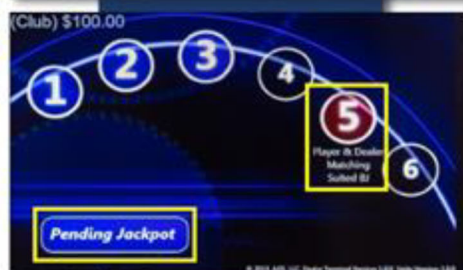 (Club) $100.00
1
2
3
4
5
Player & Dealer
Matching
Suited BJ
6
Pending Jackpot